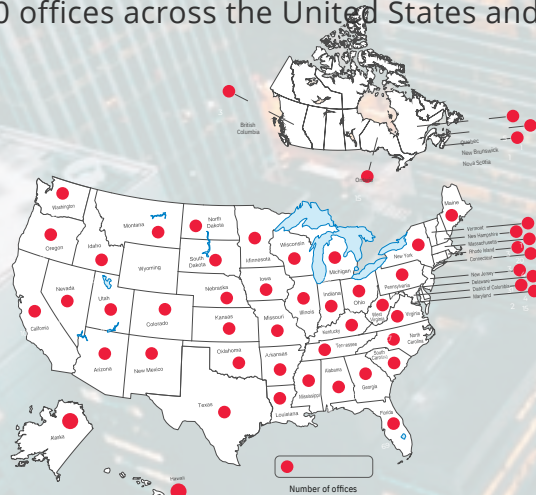 0 offices across the United States and
British
Columbia
Quebec
New Brunswick
Nova Scotia
Washington
Oregon
Idaho
Montana
North
Dakota
South
Dakota
Minnesota
Wisconsin
Michigan
Maine
Vermont
New Hampshire
Massachusetts
Rhode Island
Connecticut
New York
Pennsylvania
New Jersey
Delaware
District of Columbia
Maryland
Wyoming
Nevada
Utah
California
Colorado
Nebraska
Kansas
Iowa
Illinois
Indiana
Ohio
West
Virginia
Virginia
Missouri
Kentucky
North
Carolina
Tennessee
South
Carolina
Arizona
New Mexico
Oklahoma
Arkansas
Mississippi
Alabama
Georgia
Texas
Louisiana
Florida
Alaska
Hawaii
Number of offices